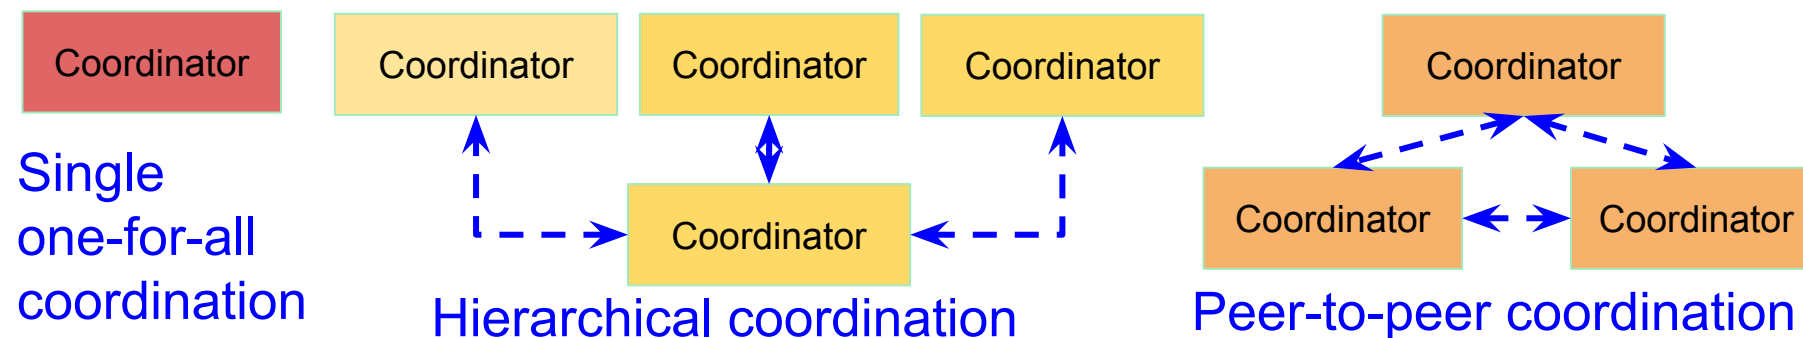 Coordinator
Single
one-for-all
coordination
Coordinator
Coordinator
Coordinator
Coordinator
Hierarchical coordination
Coordinator
Coordinator
Coordinator
Peer-to-peer coordination